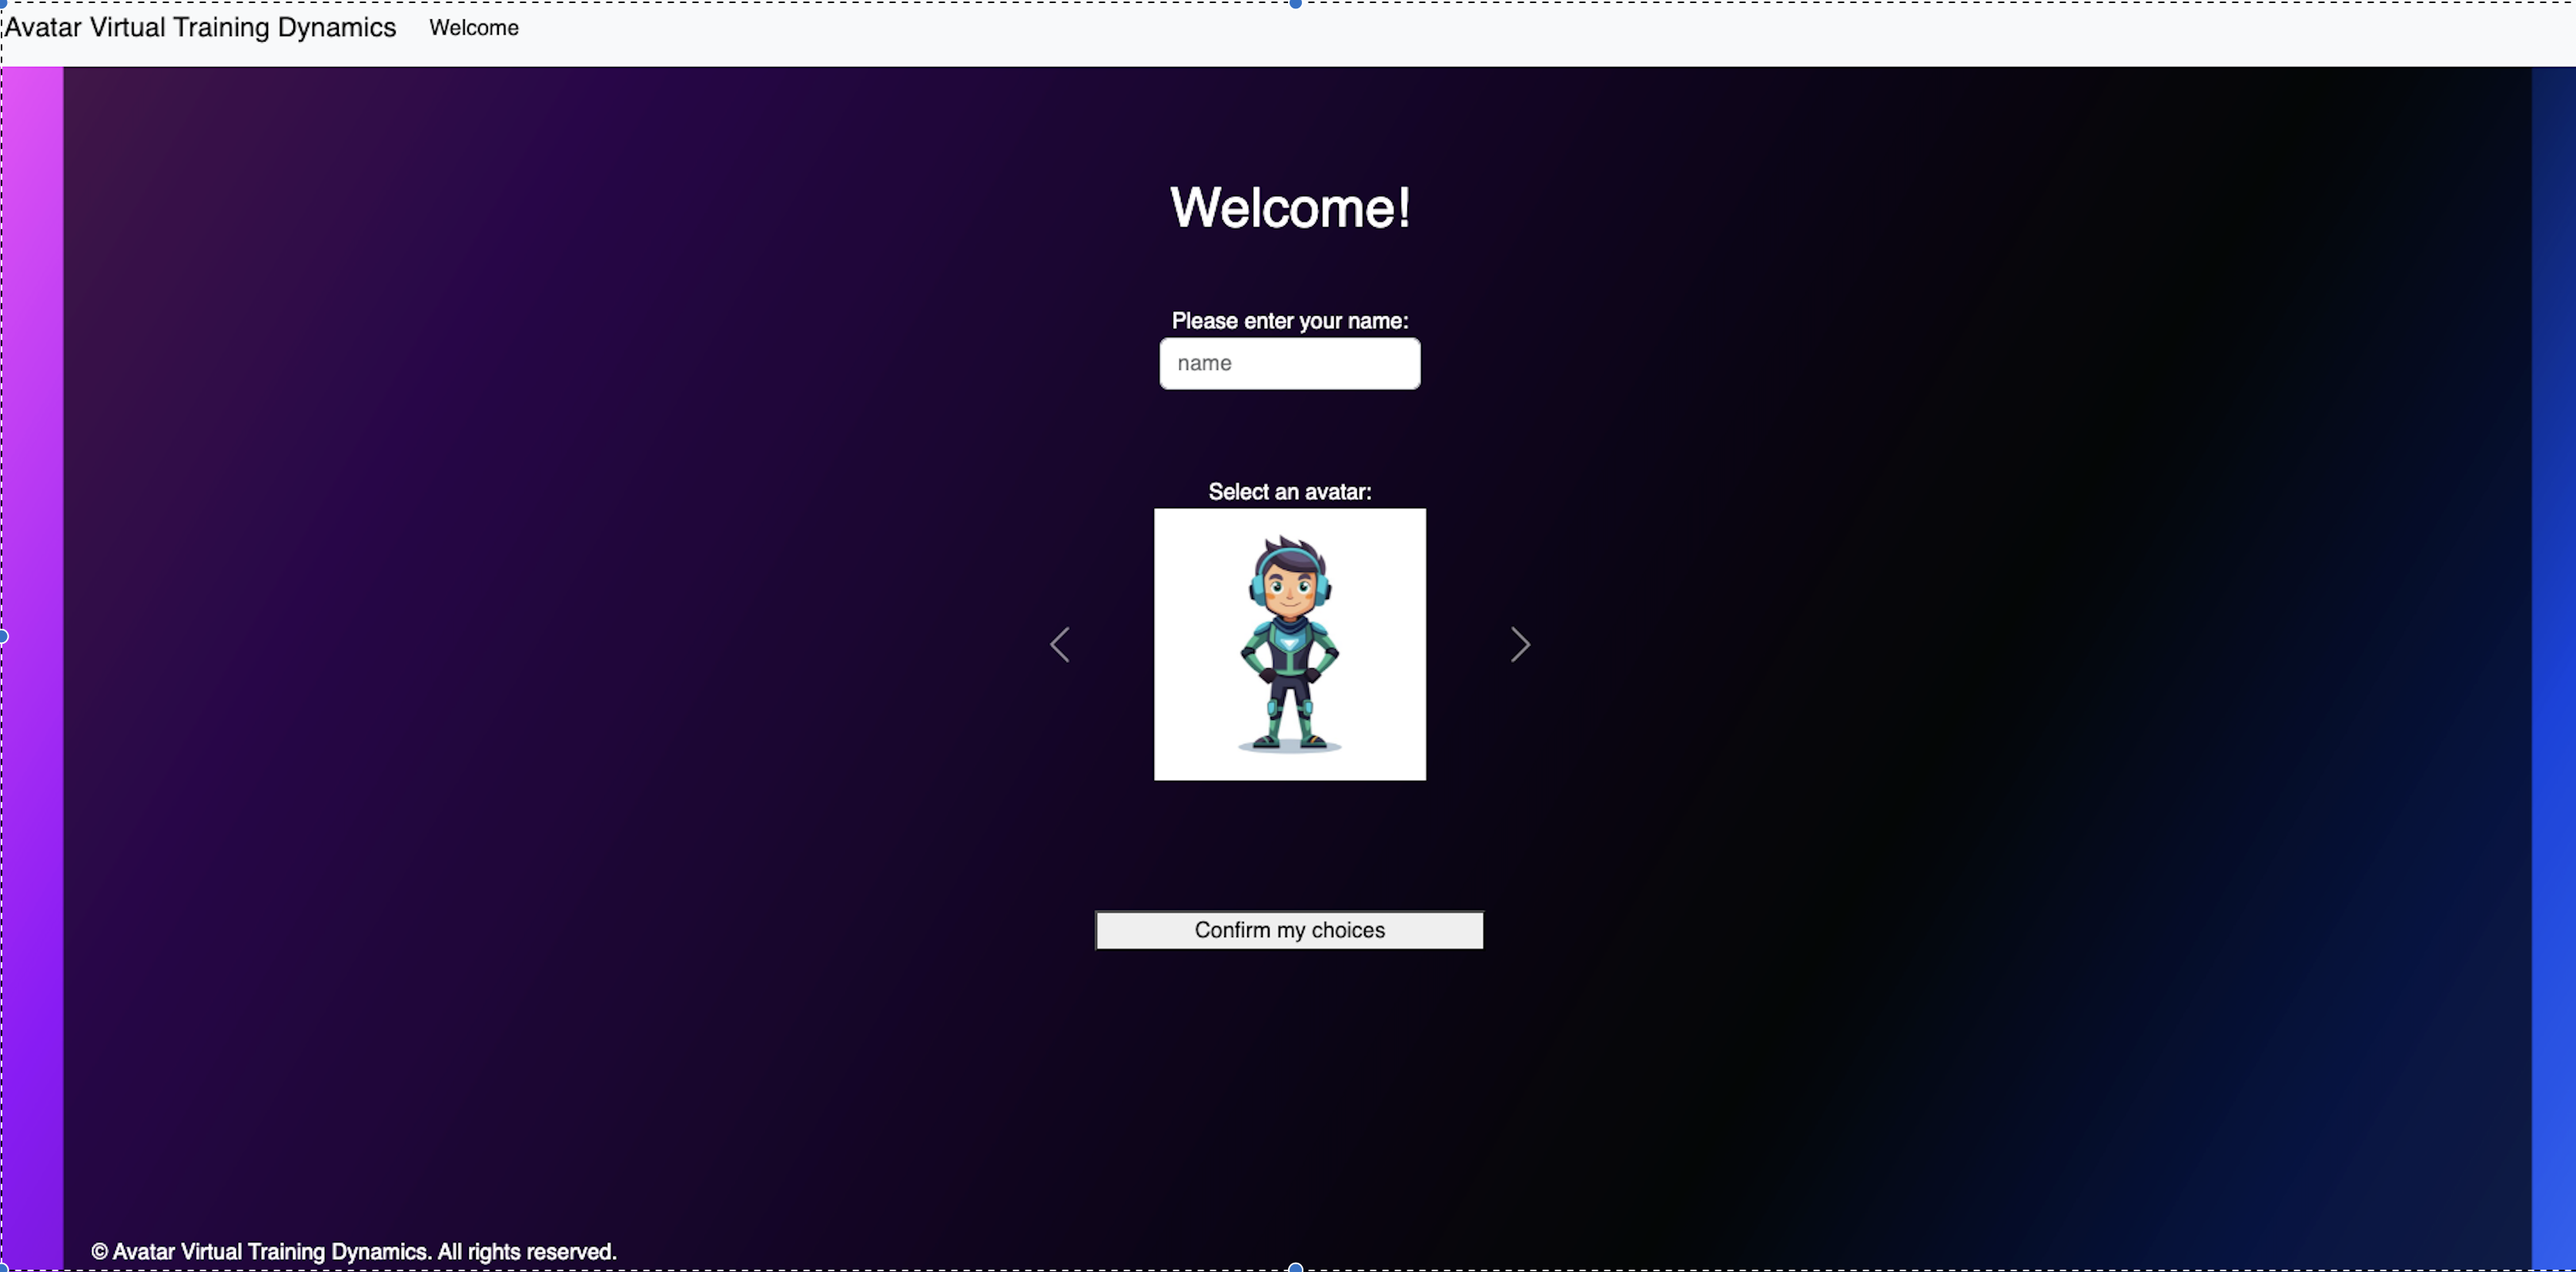 Avatar Virtual Training Dynamics Welcome
Welcome!
Please enter your name:
name
Select an avatar:
Confirm my choices
© Avatar Virtual Training Dynamics. All rights reserved.